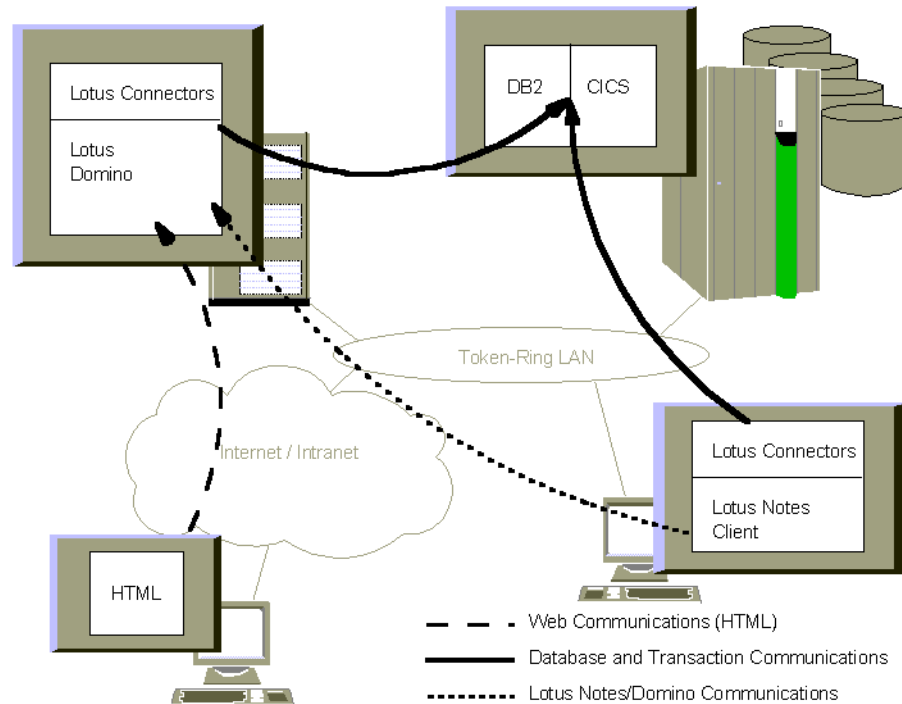 Lotus Connectors
Lotus
Domino
DB2
CICS
Token-Ring LAN
Internet / Intranet
Lotus Connectors
Lotus Notes
Client
HTML
Web Communications (HTML)
Database and Transaction Communications
Lotus Notes/Domino Communications